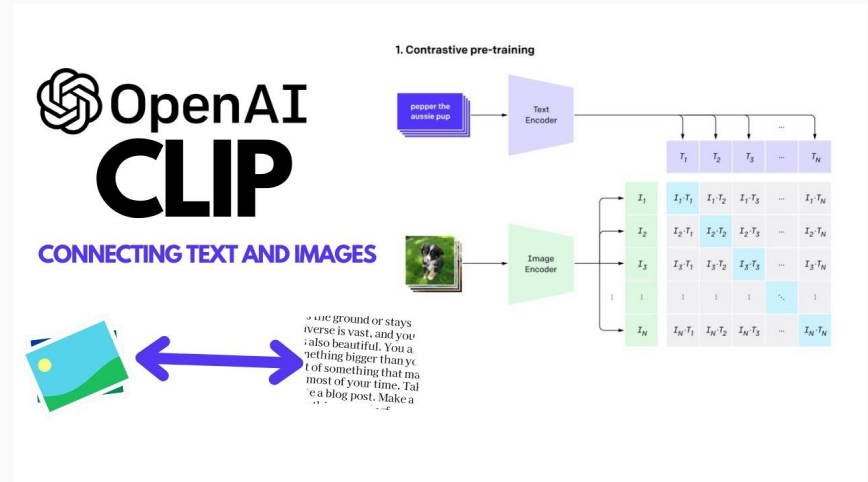 OpenAI
CLIP
CONNECTING TEXT AND IMAGES
the ground or stays
verse is vast, and you
also beautiful. You a
nething bigger than yo
t of something that ma
most of your time. Tak
e a blog post. Make a
1. Contrastive pre-training
pepper the
aussie pup
Text
Encoder
...
T1 T2 T3 ... TN
Image
Encoder
I1 I1·T1 I1·T2 I1·T3 ... I1·TN
I2 I2·T1 I2·T2 I2·T3 ... I2·TN
I3 I3·T1 I3·T2 I3·T3 ... I3·TN
⋮ ⋮ ⋮ ⋮ ⋱ ⋮
IN IN·T1 IN·T2 IN·T3 ... IN·TN